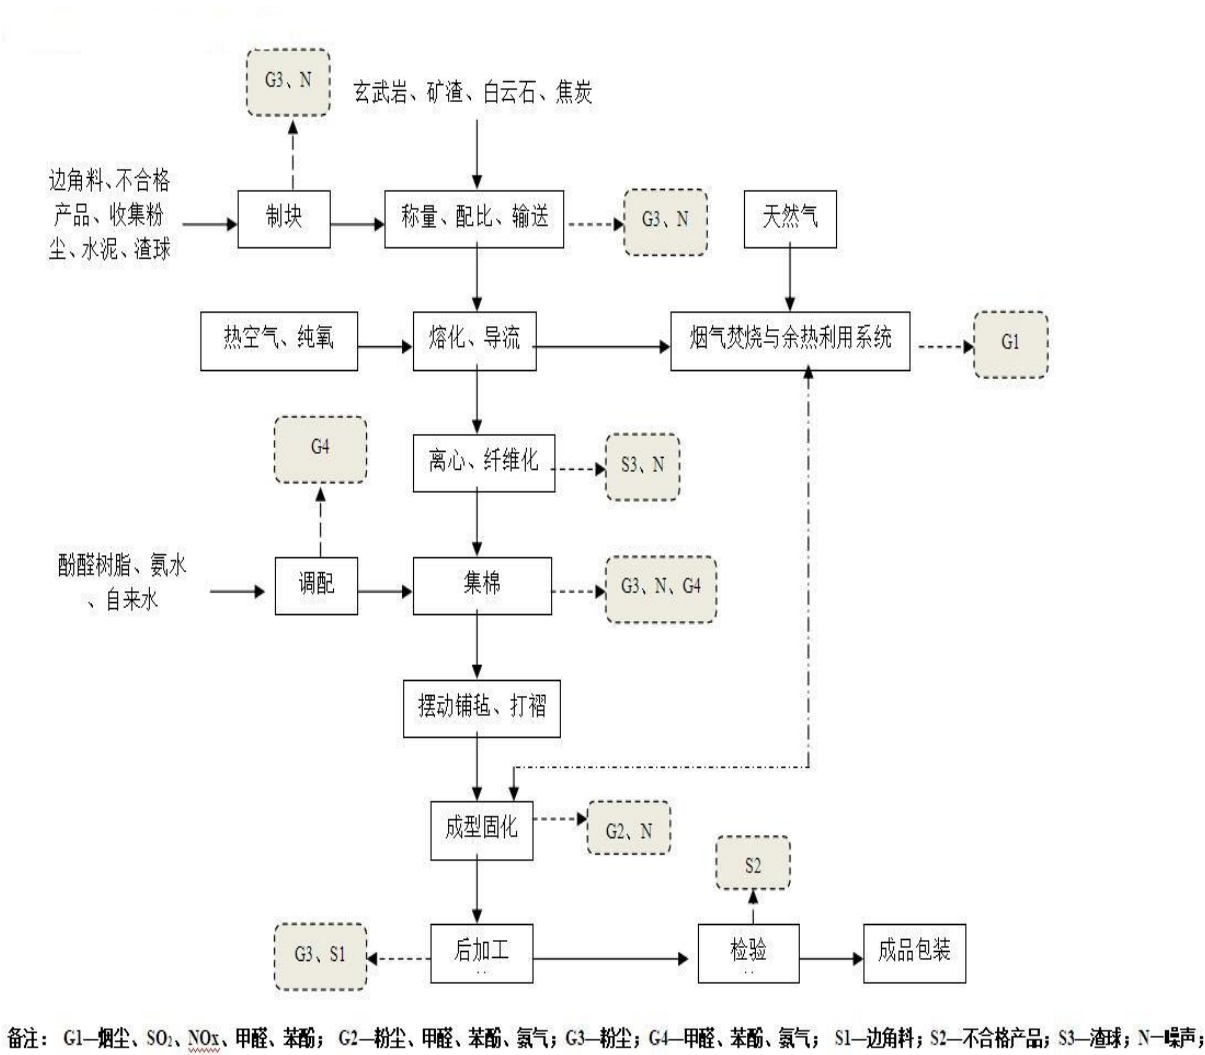 G3、N
玄武岩、矿渣、白云石、焦炭
边角料、不合格
产品、收集粉
尘、水泥、渣球
制块
称量、配比、输送
G3、N
天然气
热空气、纯氧
熔化、导流
烟气焚烧与余热利用系统
G1
G4
离心、纤维化
S3、N
酚醛树脂、氨水
、自来水
调配
集棉
G3、N、G4
摆动铺毡、打褶
成型固化
G2、N
S2
G3、S1
后加工
检验
成品包装
备注： G1—烟尘、SO₂、NOx、甲醛、苯酚； G2—粉尘、甲醛、苯酚、氨气；G3—粉尘；G4—甲醛、苯酚、氨气； S1—边角料；S2—不合格产品；S3—渣球；N—噪声；